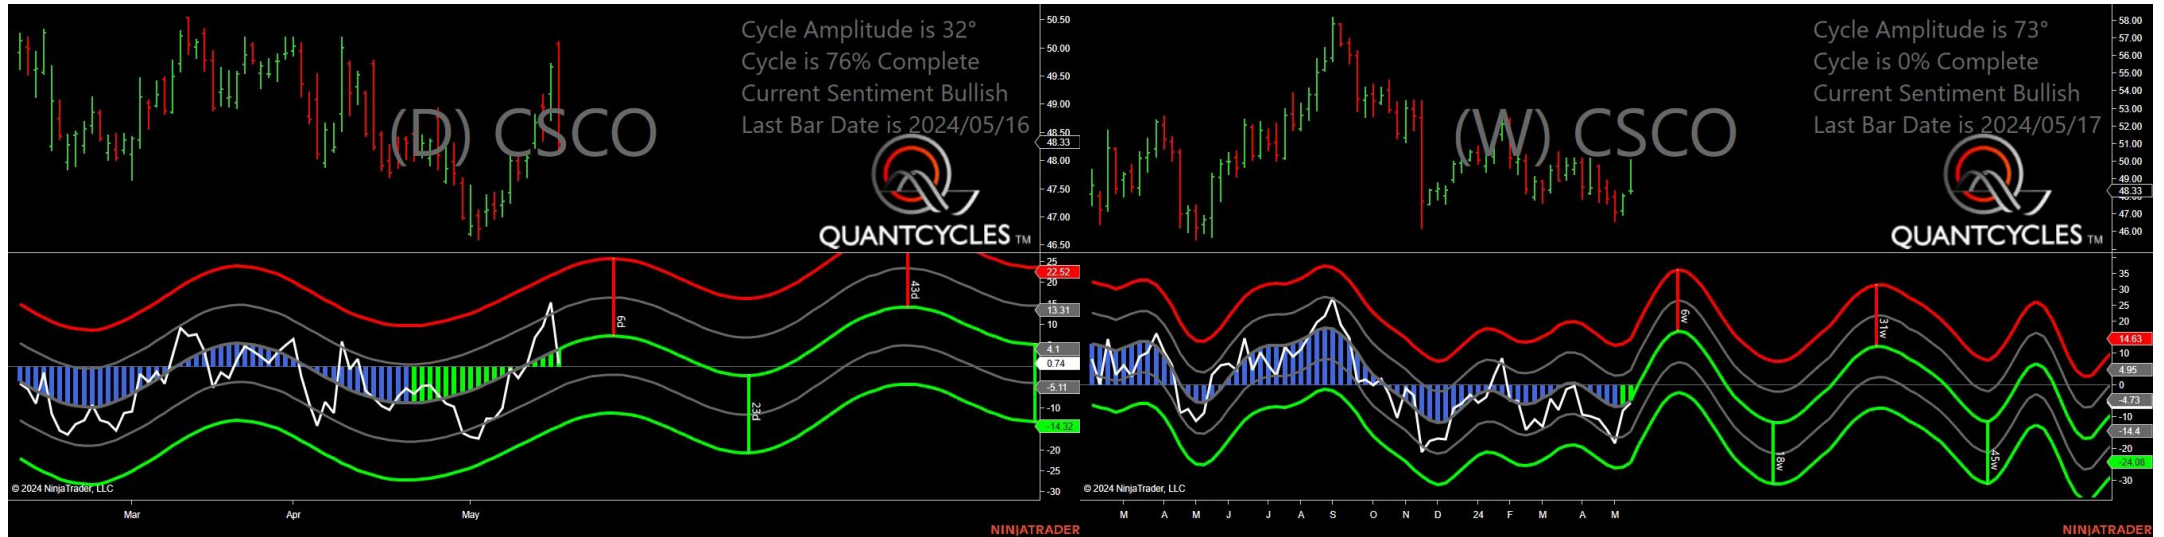 Cycle Amplitude is 32°
Cycle is 76% Complete
Current Sentiment Bullish
Last Bar Date is 2024/05/16
(D) CSCO
QUANTCYCLES TM
50.50
50.00
49.50
49.00
48.50
48.33
48.00
47.50
47.00
46.50
25
22.52
20
15
13.31
10
4.1
0.74
-5.11
-10
-14.32
-20
-25
-30
6d
23d
43d
© 2024 NinjaTrader, LLC
Mar
Apr
May
NINJATRADER
Cycle Amplitude is 73°
Cycle is 0% Complete
Current Sentiment Bullish
Last Bar Date is 2024/05/17
(W) CSCO
QUANTCYCLES TM
58.00
57.00
56.00
55.00
54.00
53.00
52.00
51.00
50.00
49.00
48.33
47.00
46.00
35
30
25
20
14.63
10
4.95
0
-4.73
-10
-14.4
-20
-24.08
-30
6w
18w
31w
45w
© 2024 NinjaTrader, LLC
M
A
M
J
J
A
S
O
N
D
24
F
M
A
M
NINJATRADER